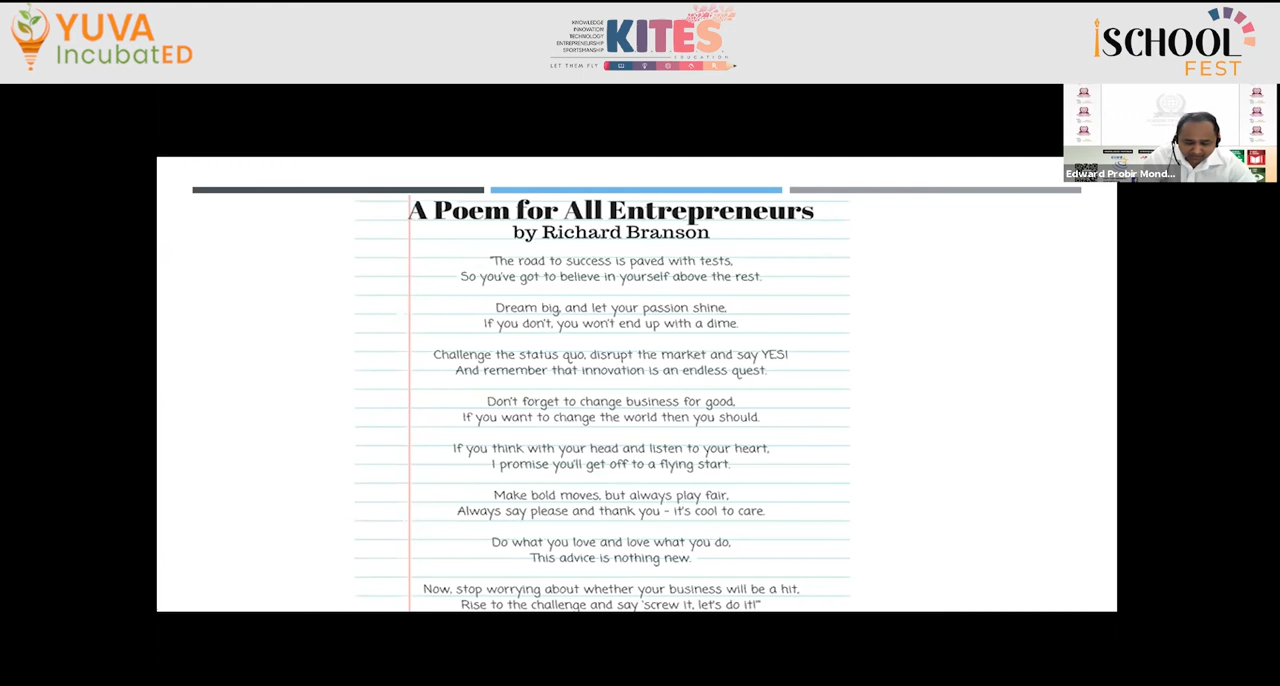 YUVA
IncubatED
KNOWLEDGE
INNOVATION
TECHNOLOGY
ENTREPRENEURSHIP
SPORTSMANSHIP
K.I.T.E.S
EDUCATION
LET THEM FLY
iSCHOOL
FEST
Edward Probir Mond...
A Poem for All Entrepreneurs
by Richard Branson
"The road to success is paved with tests,
So you've got to believe in yourself above the rest.
Dream big, and let your passion shine,
If you don't, you won't end up with a dime.
Challenge the status quo, disrupt the market and say YES!
And remember that innovation is an endless quest.
Don't forget to change business for good,
If you want to change the world then you should.
If you think with your head and listen to your heart,
I promise you'll get off to a flying start.
Make bold moves, but always play fair,
Always say please and thank you - it's cool to care.
Do what you love and love what you do,
This advice is nothing new.
Now, stop worrying about whether your business will be a hit,
Rise to the challenge and say 'screw it, let's do it!'"